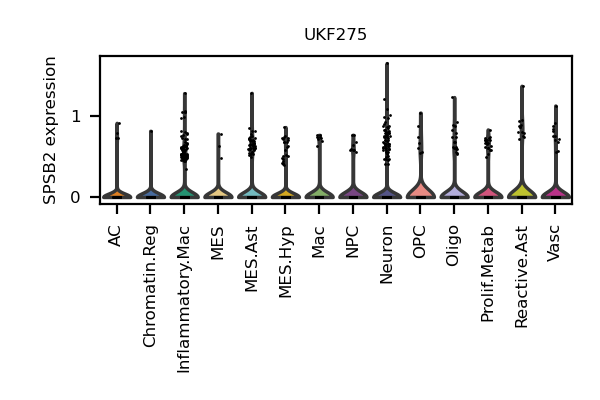 UKF275
SPSB2 expression
1
0
AC
Chromatin.Reg
Inflammatory.Mac
MES
MES.Ast
MES.Hyp
Mac
NPC
Neuron
OPC
Oligo
Prolif.Metab
Reactive.Ast
Vasc